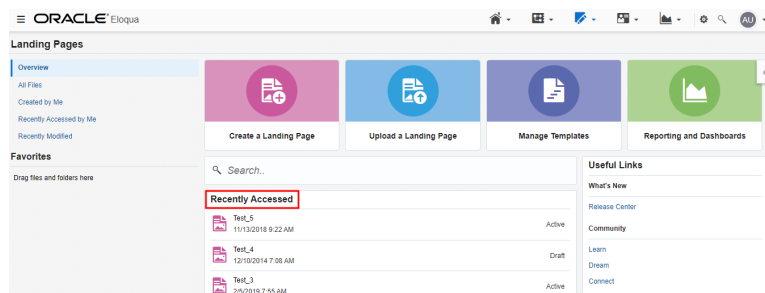 ORACLE Eloqua
AU
Landing Pages
Overview
All Files
Created by Me
Recently Accessed by Me
Recently Modified
Favorites
Drag files and folders here
Create a Landing Page
Upload a Landing Page
Manage Templates
Reporting and Dashboards
Search..
Recently Accessed
Test_5
11/13/2018 9:22 AM
Active
Test_4
12/10/2014 7:08 AM
Draft
Test_3
2/5/2019 7:55 AM
Active
Useful Links
What's New
Release Center
Community
Learn
Dream
Connect